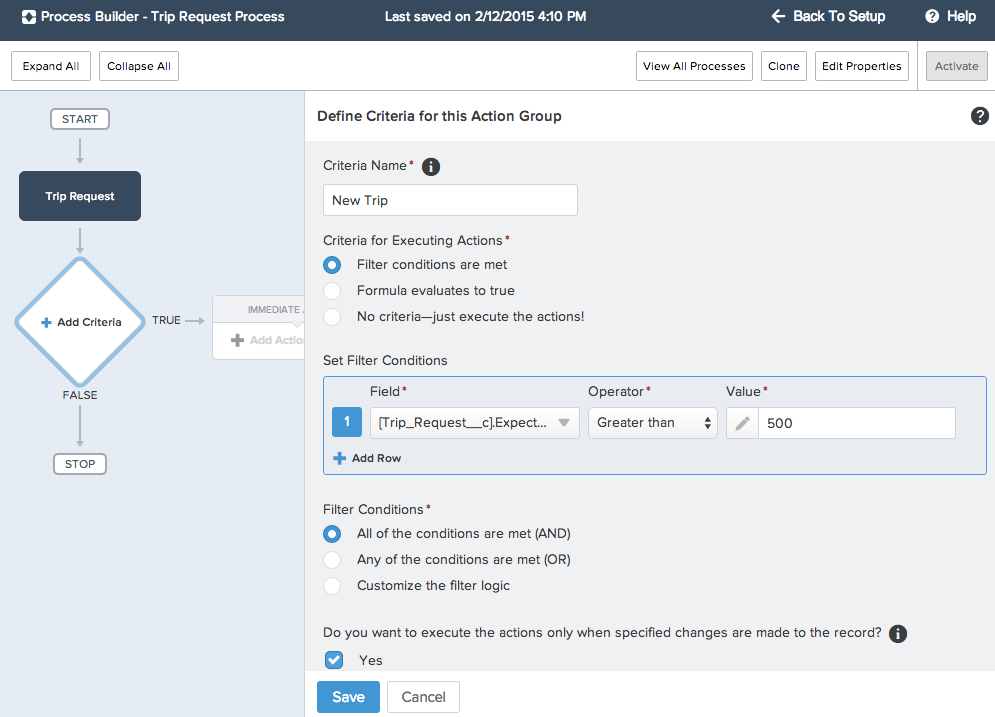 Process Builder - Trip Request Process
Last saved on 2/12/2015 4:10 PM
Back To Setup
Help
Expand All
Collapse All
View All Processes
Clone
Edit Properties
Activate
START
Trip Request
Add Criteria
TRUE
IMMEDIATE
Add Actio
FALSE
STOP
Define Criteria for this Action Group
Criteria Name*
New Trip
Criteria for Executing Actions*
Filter conditions are met
Formula evaluates to true
No criteria—just execute the actions!
Set Filter Conditions
Field* Operator* Value*
1 [Trip_Request__c].Expect... Greater than 500
Add Row
Filter Conditions*
All of the conditions are met (AND)
Any of the conditions are met (OR)
Customize the filter logic
Do you want to execute the actions only when specified changes are made to the record?
Yes
Save
Cancel